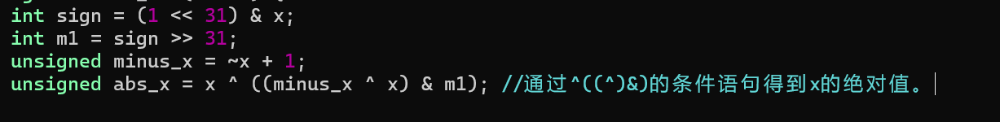 int sign = (1 << 31) & x;
int m1 = sign >> 31;
unsigned minus_x = ~x + 1;
unsigned abs_x = x ^ ((minus_x ^ x) & m1); //通过^((^)&)的条件语句得到x的绝对值。